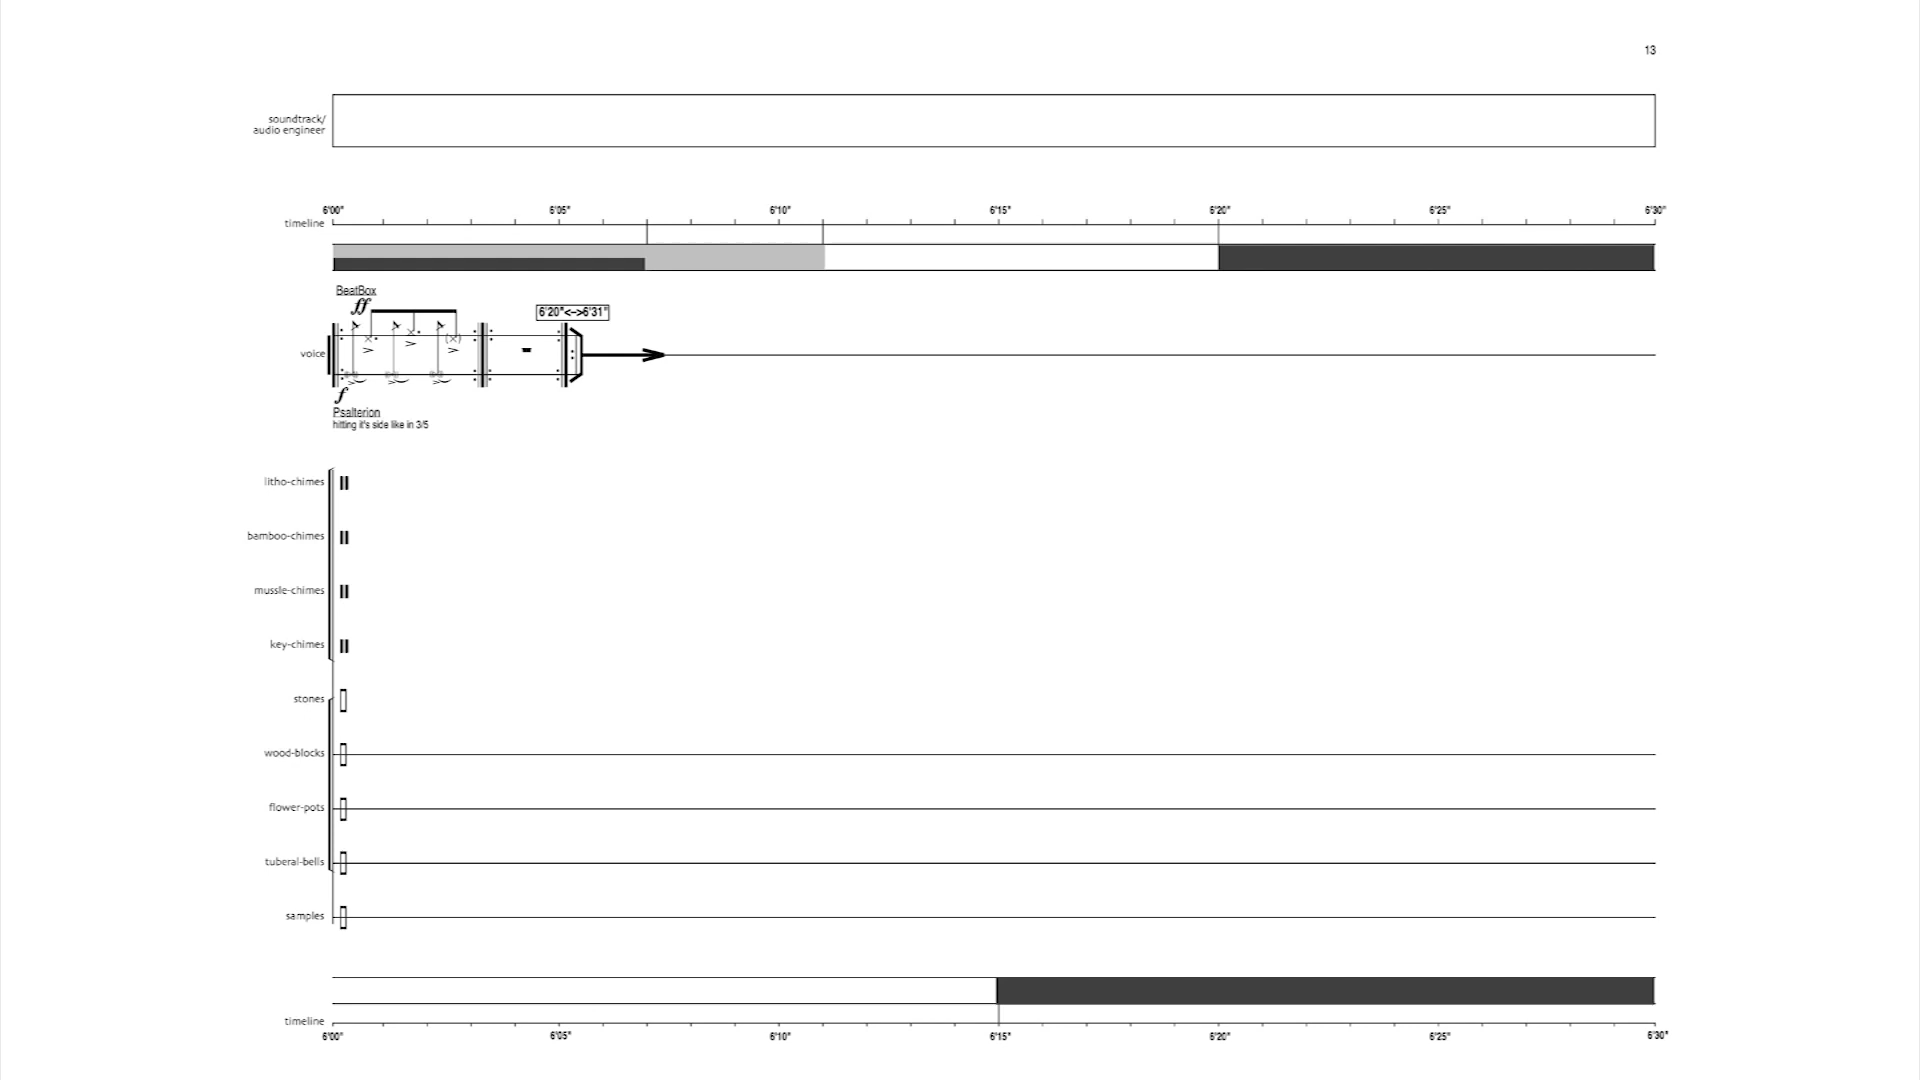 13
soundtrack/
audio engineer
6'00" 6'05" 6'10" 6'15" 6'20" 6'25" 6'30"
timeline
BeatBox
ff
6'20"<->6'31"
voice
f
Psalterion
hitting it's side like in 3/5
litho-chimes
bamboo-chimes
mussle-chimes
key-chimes
stones
wood-blocks
flower-pots
tuberal-bells
samples
timeline
6'00" 6'05" 6'10" 6'15" 6'20" 6'25" 6'30"